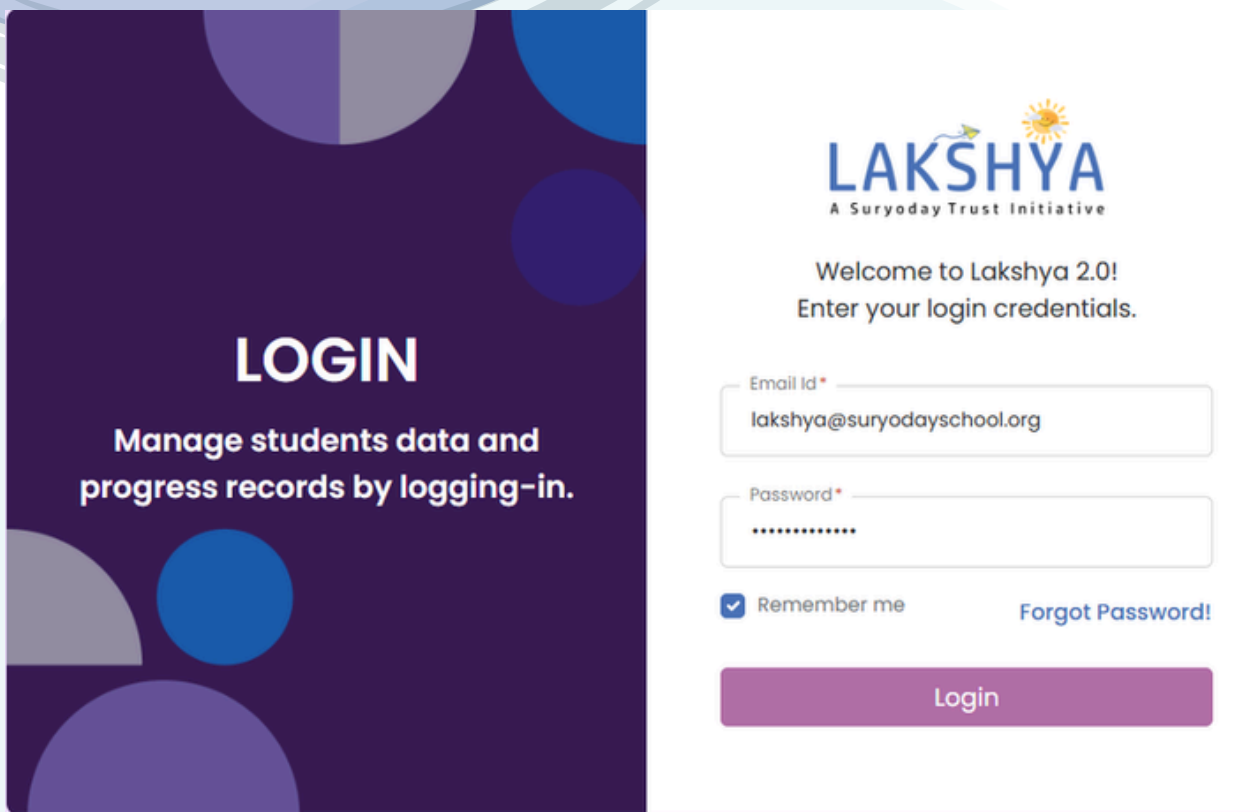 LOGIN
Manage students data and
progress records by logging-in.
LAKSHYA
A Suryoday Trust Initiative
Welcome to Lakshya 2.0!
Enter your login credentials.
Email Id*
lakshya@suryodayschool.org
Password*
•••••••••••••
Remember me
Forgot Password!
Login